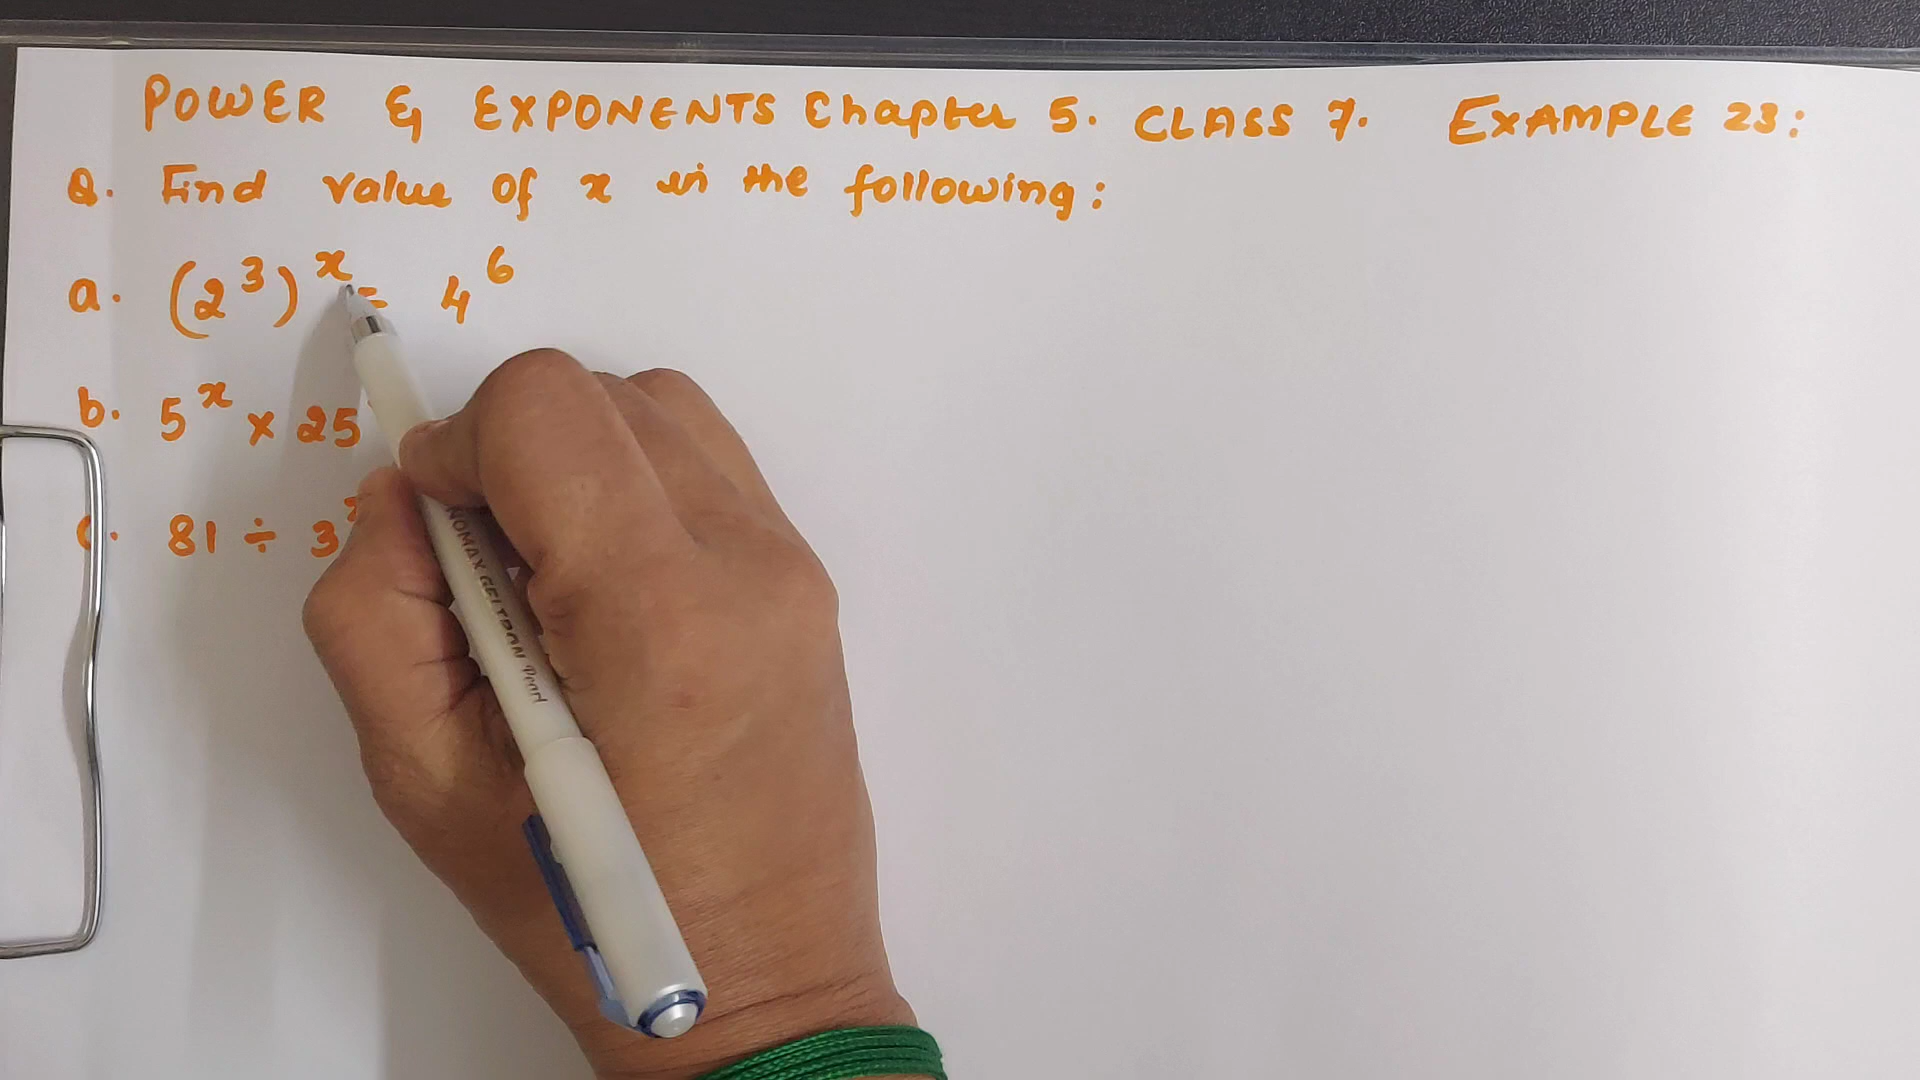 POWER & EXPONENTS Chapter 5. CLASS 7. EXAMPLE 23:
Q. Find value of x in the following:
a. (2³)ˣ = 4⁶
b. 5ˣ × 25
c. 81 ÷ 3
NOMAX GELTRON Pearl